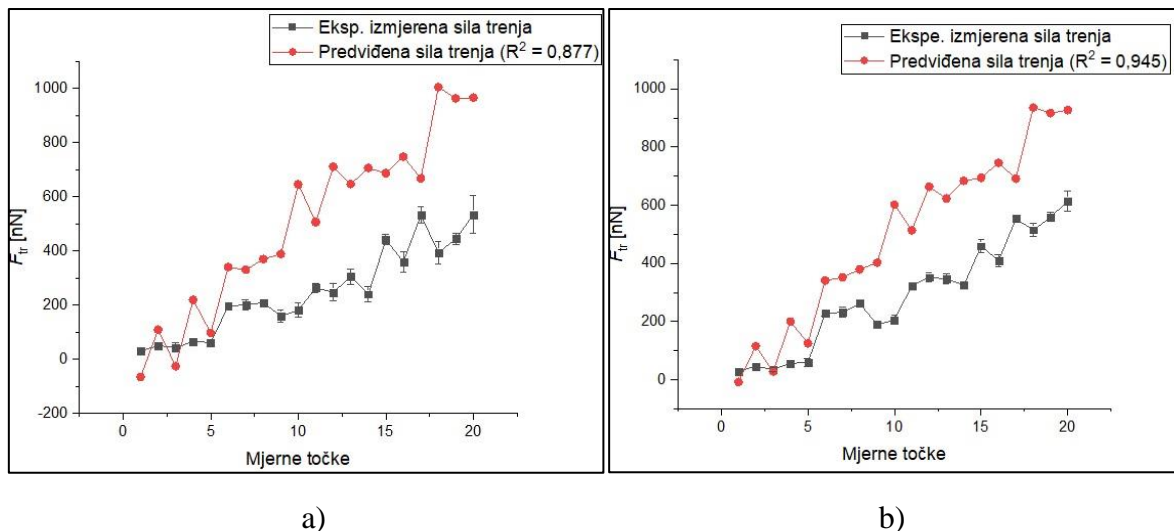 Eksp. izmjerena sila trenja
Predviđena sila trenja (R² = 0,877)
1000
800
600
400
200
0
-200
F_tr [nN]
0 5 10 15 20
Mjerne točke
Ekspe. izmjerena sila trenja
Predviđena sila trenja (R² = 0,945)
1000
800
600
400
200
0
F_tr [nN]
0 5 10 15 20
Mjerne točke
a) b)